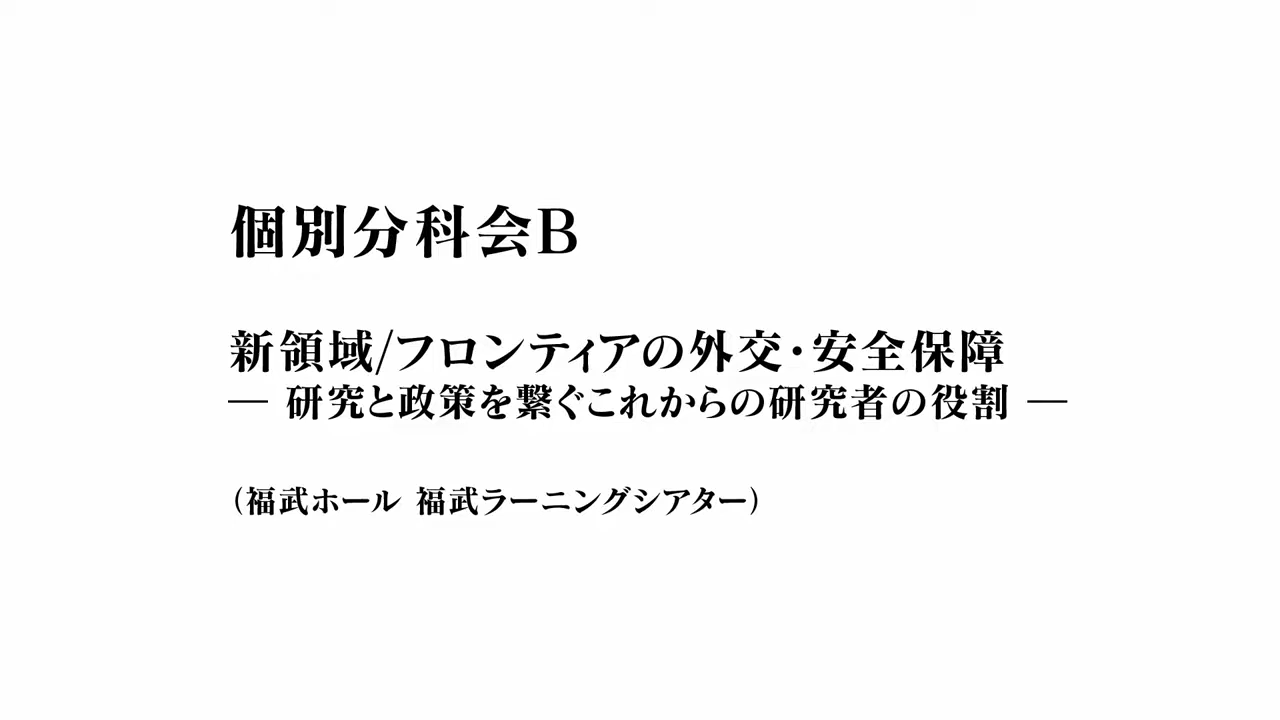 個別分科会B
新領域/フロンティアの外交・安全保障
― 研究と政策を繋ぐこれからの研究者の役割 ―
（福武ホール 福武ラーニングシアター）